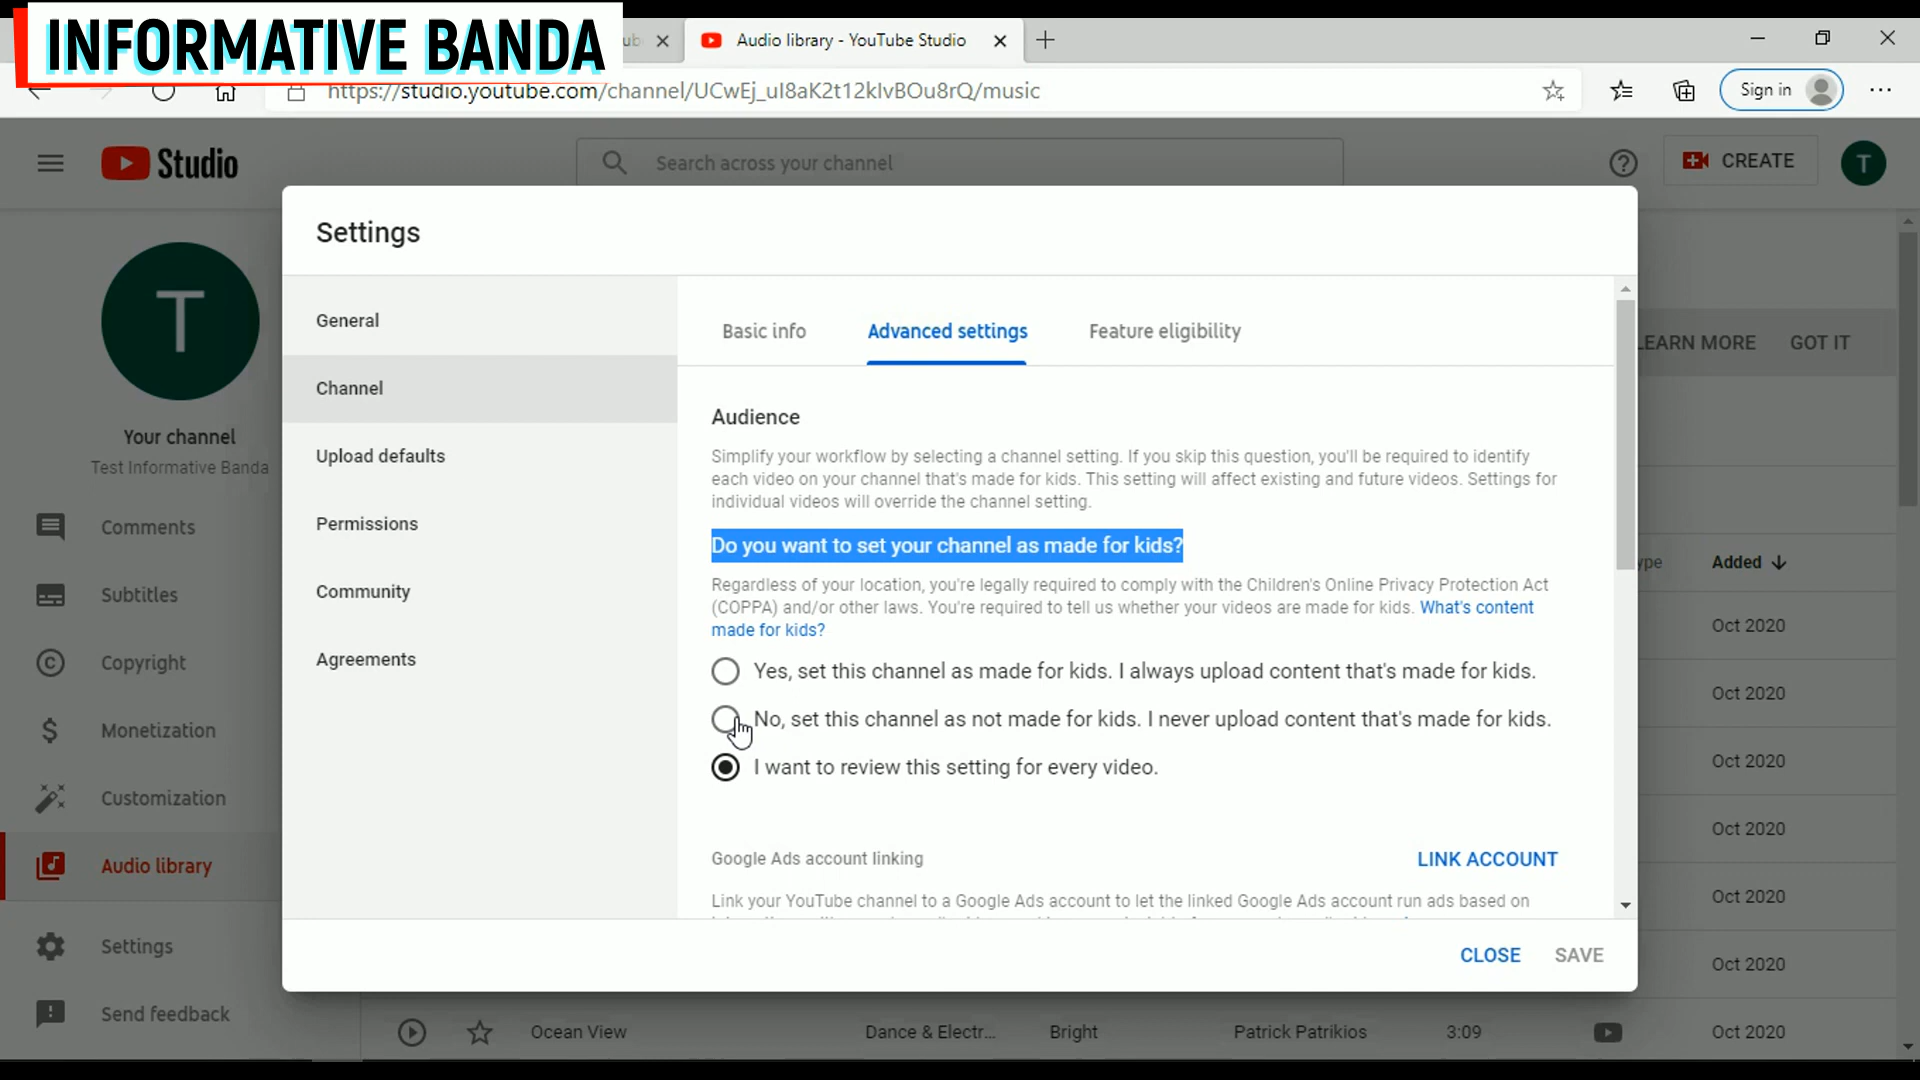 INFORMATIVE BANDA
Audio library - YouTube Studio
https://studio.youtube.com/channel/UCwEj_uI8aK2t12kIvBOu8rQ/music
Sign in
Studio
Search across your channel
CREATE
T
T
Your channel
Test Informative Banda
Comments
Subtitles
Copyright
Monetization
Customization
Audio library
Settings
Send feedback
Settings
General
Channel
Upload defaults
Permissions
Community
Agreements
Basic info
Advanced settings
Feature eligibility
Audience
Simplify your workflow by selecting a channel setting. If you skip this question, you'll be required to identify
each video on your channel that's made for kids. This setting will affect existing and future videos. Settings for
individual videos will override the channel setting.
Do you want to set your channel as made for kids?
Regardless of your location, you're legally required to comply with the Children's Online Privacy Protection Act
(COPPA) and/or other laws. You're required to tell us whether your videos are made for kids. What's content
made for kids?
Yes, set this channel as made for kids. I always upload content that's made for kids.
No, set this channel as not made for kids. I never upload content that's made for kids.
I want to review this setting for every video.
Google Ads account linking
LINK ACCOUNT
Link your YouTube channel to a Google Ads account to let the linked Google Ads account run ads based on
CLOSE
SAVE
LEARN MORE
GOT IT
Added
Oct 2020
Oct 2020
Oct 2020
Oct 2020
Oct 2020
Oct 2020
Ocean View
Dance & Electr...
Bright
Patrick Patrikios
3:09
Oct 2020